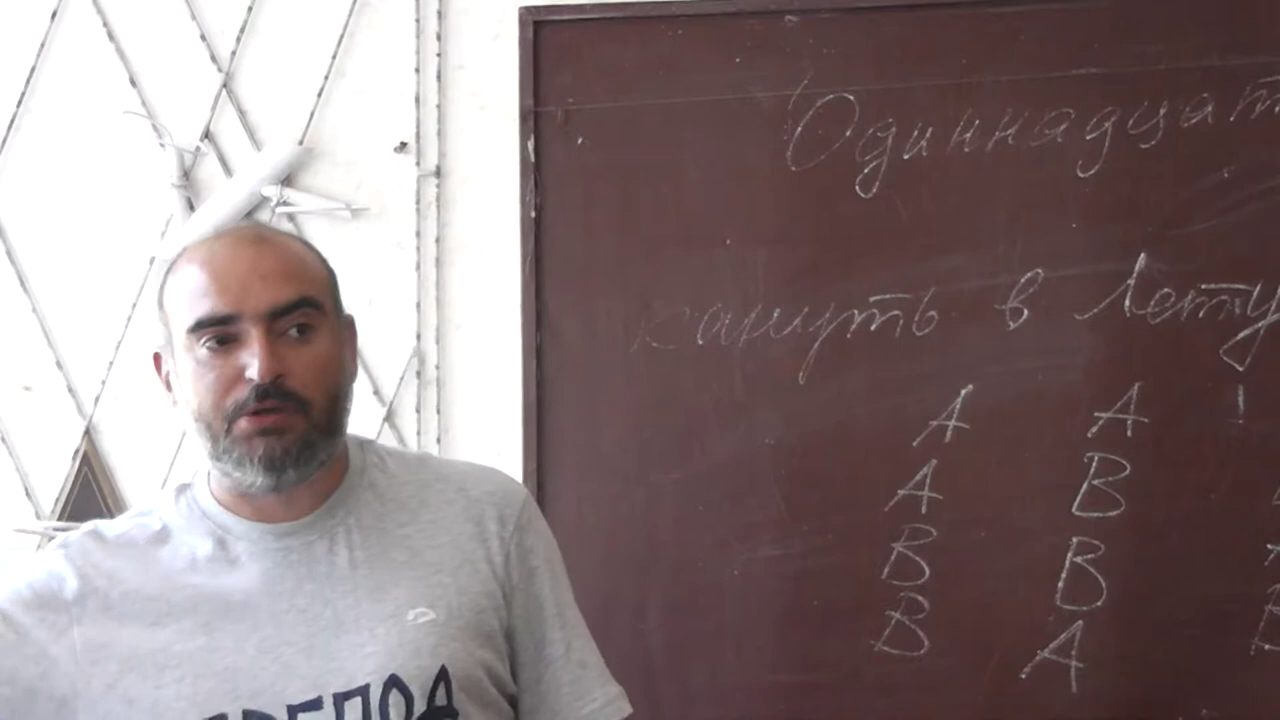 Одиннадцат
кануть в Лету
А А !
А В
В В
В А